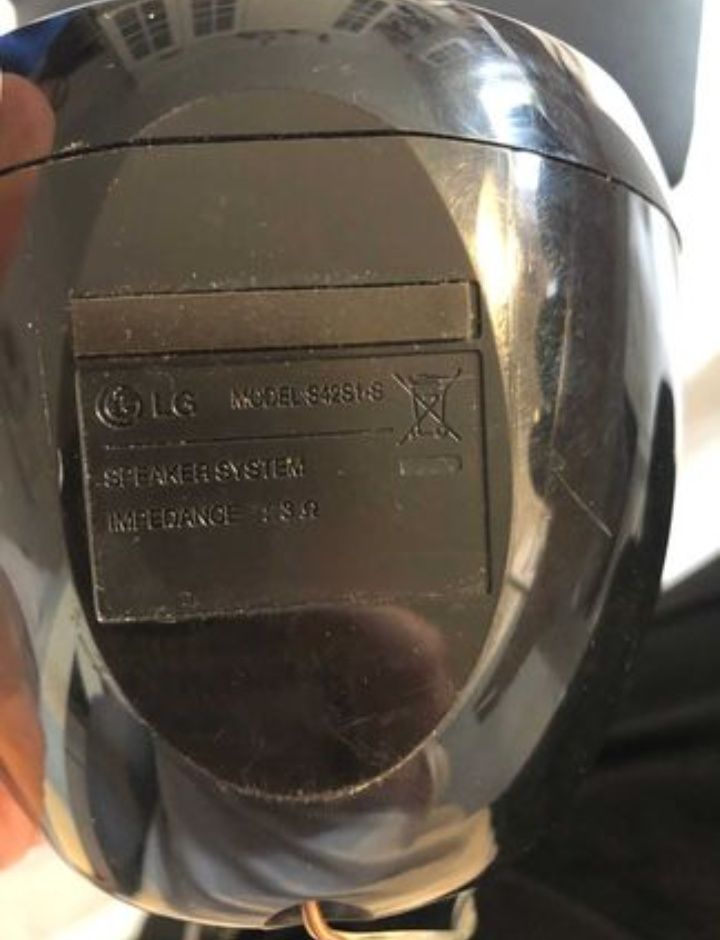 LG MODEL:S42S1-S
SPEAKER SYSTEM
IMPEDANCE : 3 Ω